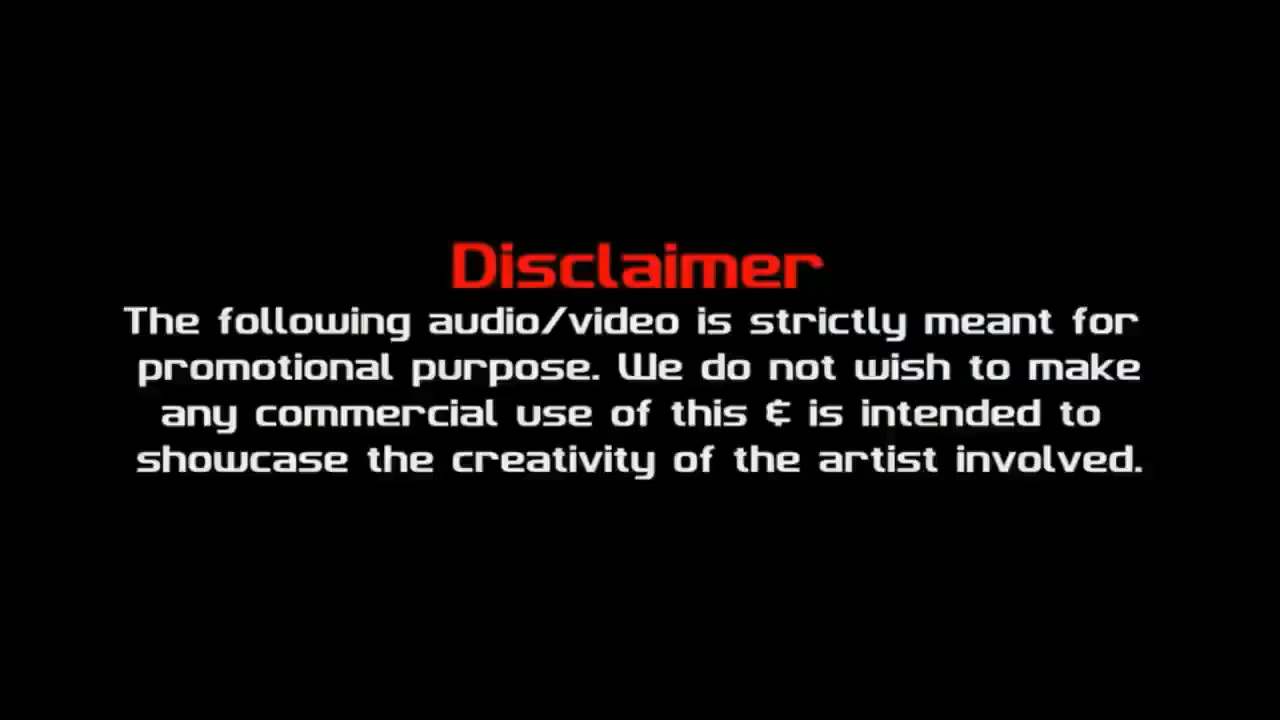 Disclaimer
The following audio/video is strictly meant for
promotional purpose. We do not wish to make
any commercial use of this & is intended to
showcase the creativity of the artist involved.